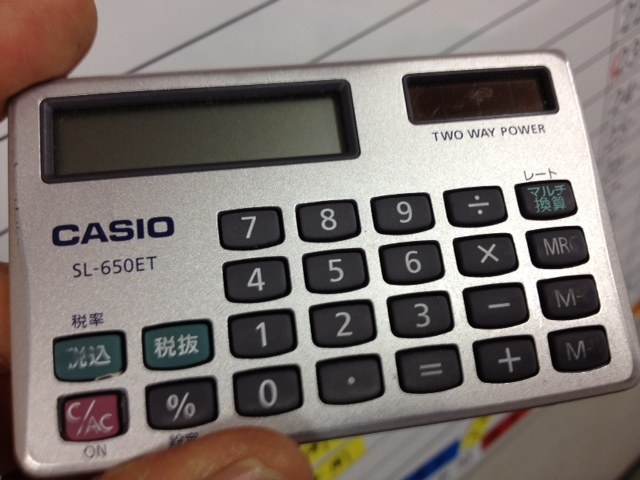 TWO WAY POWER
CASIO
SL-650ET
レート
7 8 9 ÷ マルチ換算
4 5 6 × MRC
税率
税込 税抜 1 2 3 − M-
C/AC % 0 . = +
ON